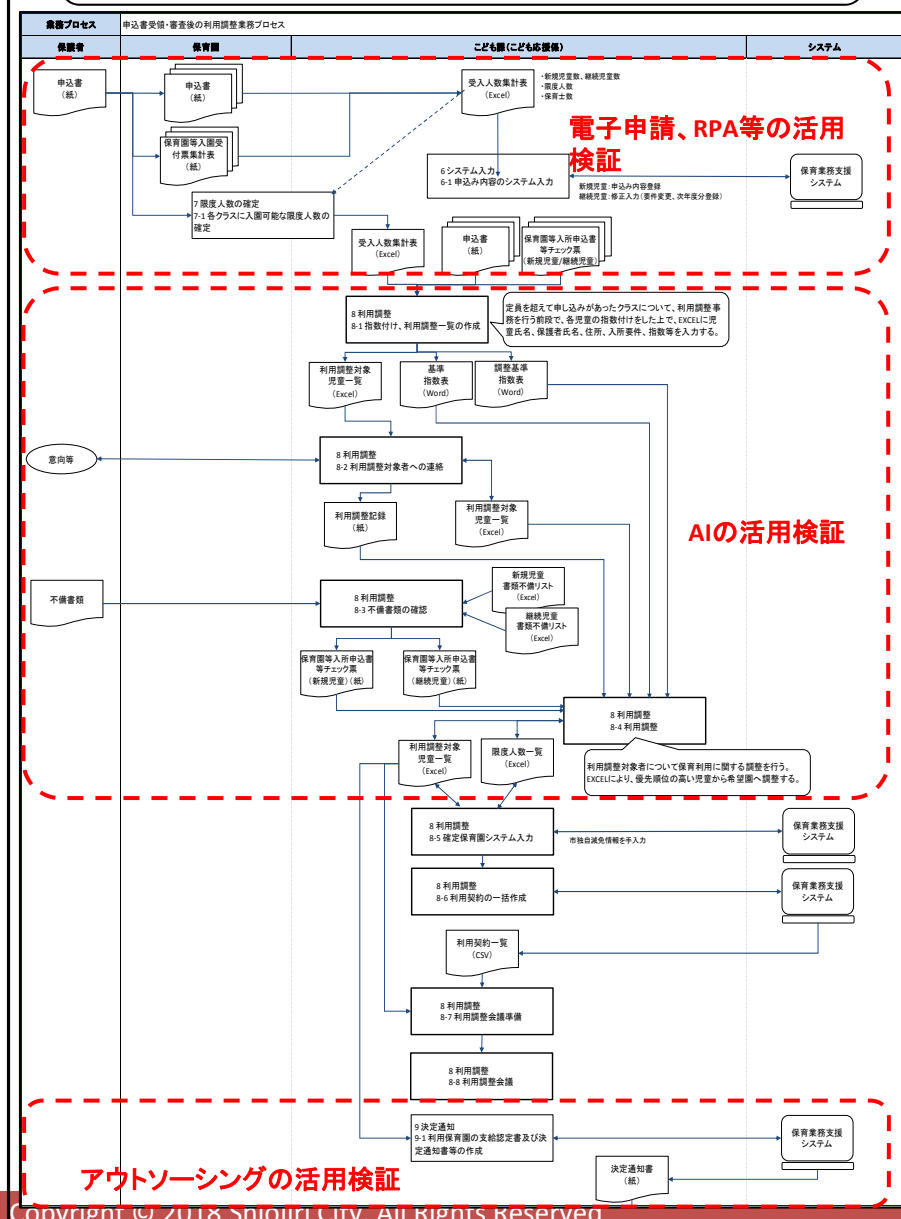 業務プロセス
申込書受領・審査後の利用調整業務プロセス
保護者
保育園
こども課(こども応援係)
システム
申込書
(紙)
申込書
(紙)
受入人数集計表
(Excel)
・新規児童数、継続児童数
・限度人数
・保育士数
電子申請、RPA等の活用
検証
保育園等入園受
付票集計表
(紙)
6 システム入力
6-1 申込み内容のシステム入力
新規児童:申込み内容登録
継続児童:修正入力(要件変更、次年度分登録)
保育業務支援
システム
7 限度人数の確定
7-1 各クラスに入園可能な限度人数の
確定
受入人数集計表
(Excel)
申込書
(紙)
保育園等入所申込書
等チェック票
(新規児童/継続児童)
8 利用調整
8-1 指数付け、利用調整一覧の作成
定員を超えて申し込みがあったクラスについて、利用調整事
務を行う前段で、各児童の指数付けをした上で、EXCELに児
童氏名、保護者氏名、住所、入所要件、指数等を入力する。
利用調整対象
児童一覧
(Excel)
基準
指数表
(Word)
調整基準
指数表
(Word)
意向等
8 利用調整
8-2 利用調整対象者への連絡
利用調整記録
(紙)
利用調整対象
児童一覧
(Excel)
AIの活用検証
不備書類
8 利用調整
8-3 不備書類の確認
新規児童
書類不備リスト
(Excel)
継続児童
書類不備リスト
(Excel)
保育園等入所申込書
等チェック票
(新規児童)(紙)
保育園等入所申込書
等チェック票
(継続児童)(紙)
8 利用調整
8-4 利用調整
利用調整対象
児童一覧
(Excel)
限度人数一覧
(Excel)
利用調整対象者について保育利用に関する調整を行う。
EXCELにより、優先順位の高い児童から希望園へ調整する。
8 利用調整
8-5 確定保育園システム入力
市独自減免情報を手入力
保育業務支援
システム
8 利用調整
8-6 利用契約の一括作成
保育業務支援
システム
利用契約一覧
(CSV)
8 利用調整
8-7 利用調整会議準備
8 利用調整
8-8 利用調整会議
9 決定通知
9-1 利用保育園の支給認定書及び決
定通知書等の作成
保育業務支援
システム
アウトソーシングの活用検証
決定通知書
(紙)
Copyright © 2018 Shiojiri City. All Rights Reserved